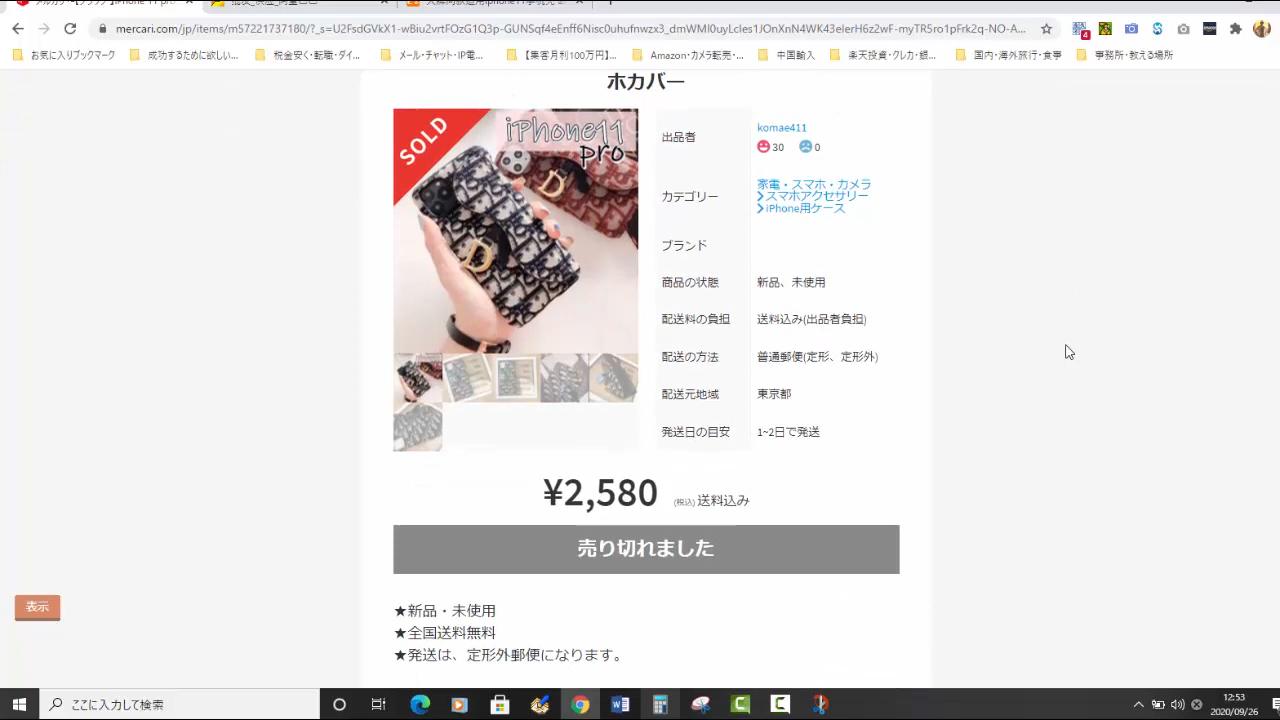 mercari.com/jp/items/m57221737180/?_s=U2FsdGVkX1-wBiu2vrtFOzG1Q3p-GUNSqf4eEnff6Nisc0uhufnwzx3_dmWMl0uyLcles1JOnXnN4WK43elerH6z2wF-myTR5ro1pFrk2q-NO-A...
4
お気に入りブックマーク
成功するために欲しい...
税金安く・転職・ダイ...
メール・チャット・IP電...
【集客月利100万円】...
Amazon・カメラ転売・...
中国輸入
楽天投資・クレカ・銀...
国内・海外旅行・食事
事務所・教える場所
ホカバー
SOLD
iPhone11
pro
出品者
komae411
30 0
カテゴリー
家電・スマホ・カメラ
スマホアクセサリー
iPhone用ケース
ブランド
商品の状態
新品、未使用
配送料の負担
送料込み(出品者負担)
配送の方法
普通郵便(定形、定形外)
配送元地域
東京都
発送日の目安
1~2日で発送
¥2,580 (税込) 送料込み
売り切れました
表示
★新品・未使用
★全国送料無料
★発送は、定形外郵便になります。
ここに入力して検索
12:53
2020/09/26